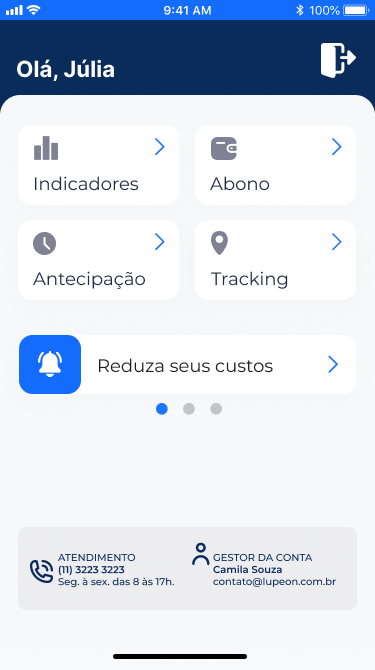 9:41 AM 100%
Olá, Júlia
Indicadores
Abono
Antecipação
Tracking
Reduza seus custos
ATENDIMENTO
(11) 3223 3223
Seg. à sex. das 8 às 17h.
GESTOR DA CONTA
Camila Souza
contato@lupeon.com.br